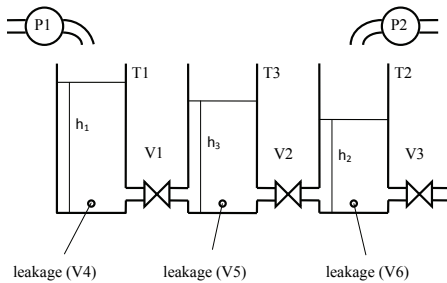 P1
P2
T1
T3
T2
h₁
h₃
h₂
V1
V2
V3
leakage (V4)
leakage (V5)
leakage (V6)